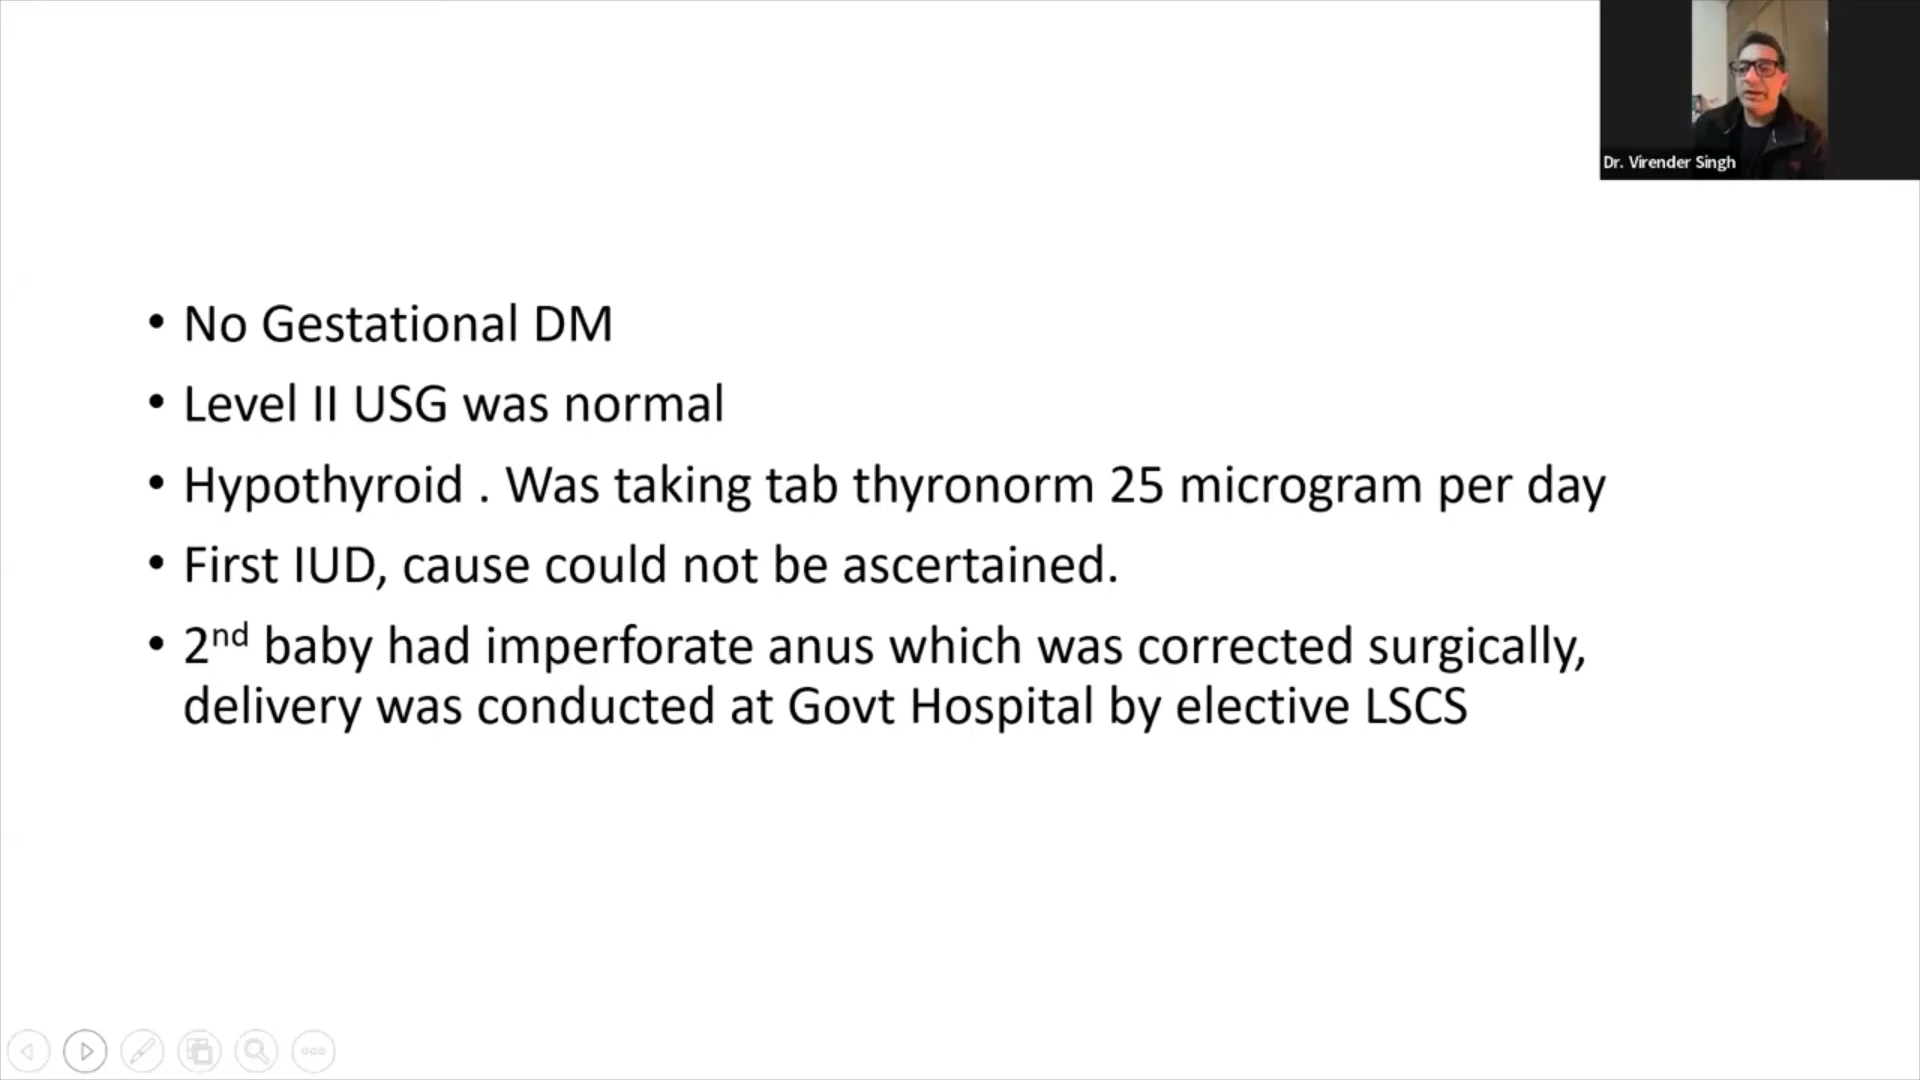 Dr. Virender Singh
• No Gestational DM
• Level II USG was normal
• Hypothyroid . Was taking tab thyronorm 25 microgram per day
• First IUD, cause could not be ascertained.
• 2nd baby had imperforate anus which was corrected surgically,
delivery was conducted at Govt Hospital by elective LSCS